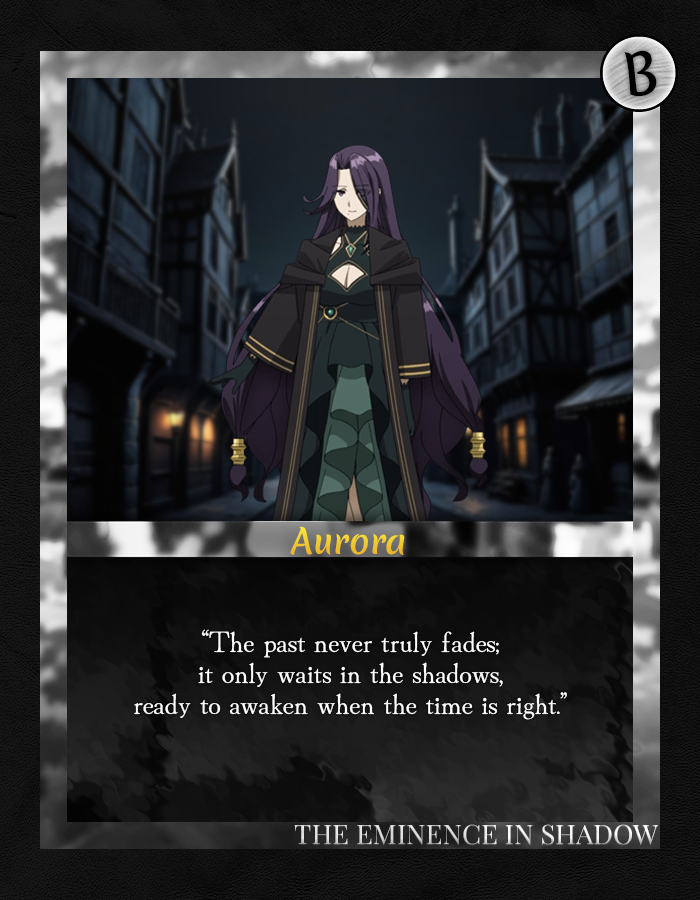 B
Aurora
“The past never truly fades;
it only waits in the shadows,
ready to awaken when the time is right.”
THE EMINENCE IN SHADOW